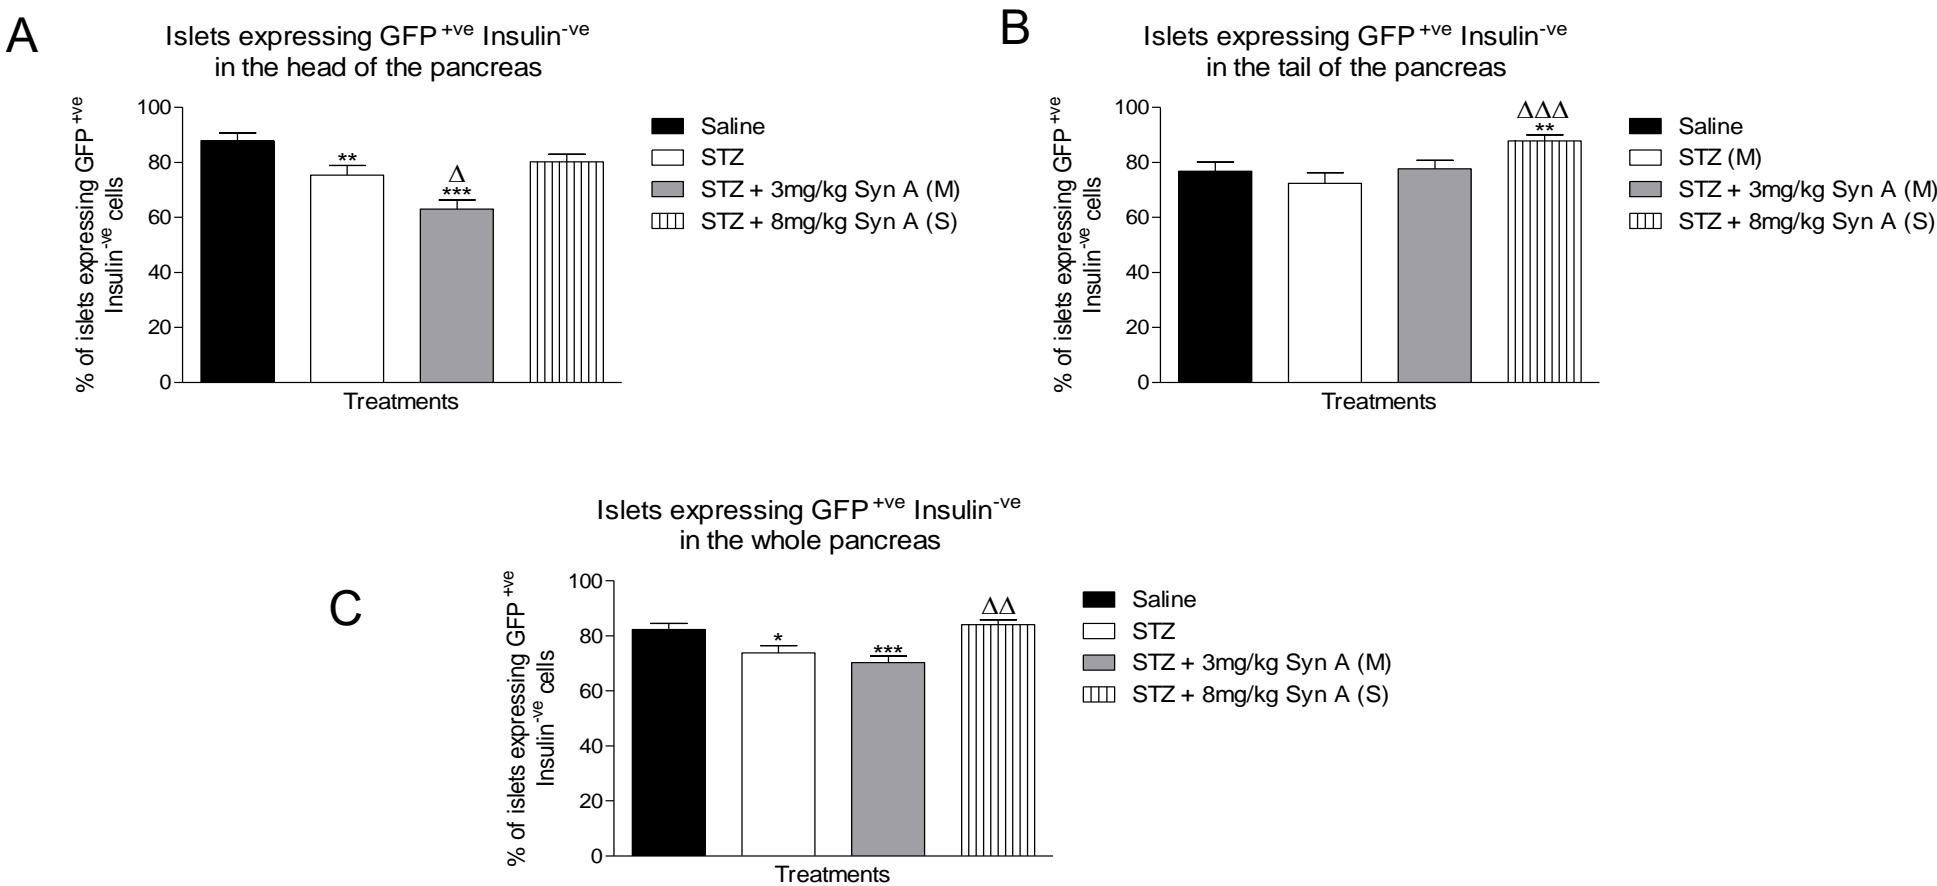 A
Islets expressing GFP+ve Insulin-ve
in the head of the pancreas
% of islets expressing GFP+ve
Insulin-ve cells
100
80
60
40
20
0
**
Δ
***
Treatments
Saline
STZ
STZ + 3mg/kg Syn A (M)
STZ + 8mg/kg Syn A (S)
B
Islets expressing GFP+ve Insulin-ve
in the tail of the pancreas
% of islets expressing GFP+ve
Insulin-ve cells
100
80
60
40
20
0
ΔΔΔ
**
Treatments
Saline
STZ (M)
STZ + 3mg/kg Syn A (M)
STZ + 8mg/kg Syn A (S)
C
Islets expressing GFP+ve Insulin-ve
in the whole pancreas
% of islets expressing GFP+ve
Insulin-ve cells
100
80
60
40
20
0
*
***
ΔΔ
Treatments
Saline
STZ
STZ + 3mg/kg Syn A (M)
STZ + 8mg/kg Syn A (S)